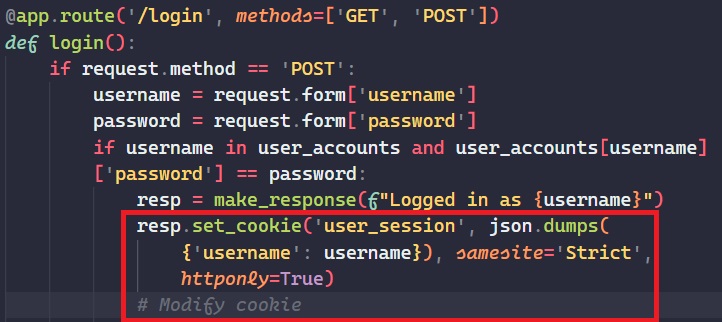 @app.route('/login', methods=['GET', 'POST'])
def login():
    if request.method == 'POST':
        username = request.form['username']
        password = request.form['password']
        if username in user_accounts and user_accounts[username]
        ['password'] == password:
            resp = make_response(f"Logged in as {username}")
            resp.set_cookie('user_session', json.dumps(
                {'username': username}), samesite='Strict',
                httponly=True)
            # Modify cookie